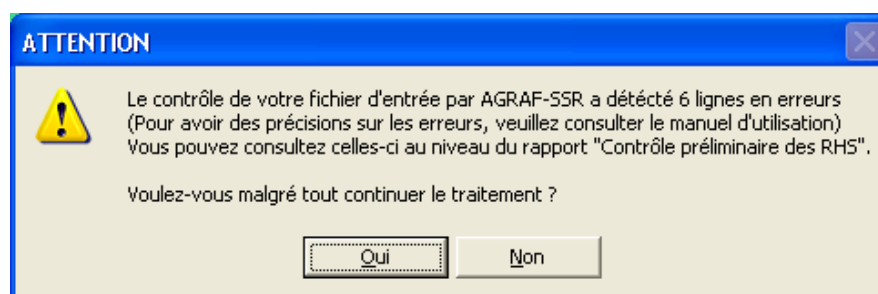 ATTENTION
Le contrôle de votre fichier d'entrée par AGRAF-SSR a détécté 6 lignes en erreurs
(Pour avoir des précisions sur les erreurs, veuillez consulter le manuel d'utilisation)
Vous pouvez consultez celles-ci au niveau du rapport "Contrôle préliminaire des RHS".
Voulez-vous malgré tout continuer le traitement ?
Oui Non